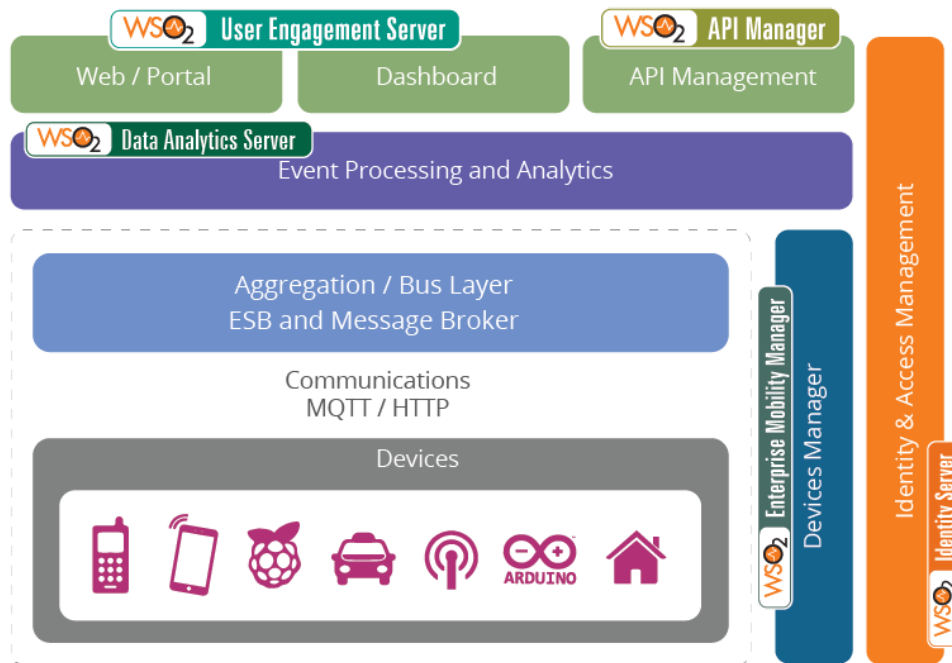 WSO2 User Engagement Server
WSO2 API Manager
Web / Portal
Dashboard
API Management
WSO2 Data Analytics Server
Event Processing and Analytics
Aggregation / Bus Layer
ESB and Message Broker
Communications
MQTT / HTTP
Devices
ARDUINO
WSO2 Enterprise Mobility Manager
Devices Manager
Identity & Access Management
WSO2 Identity Server